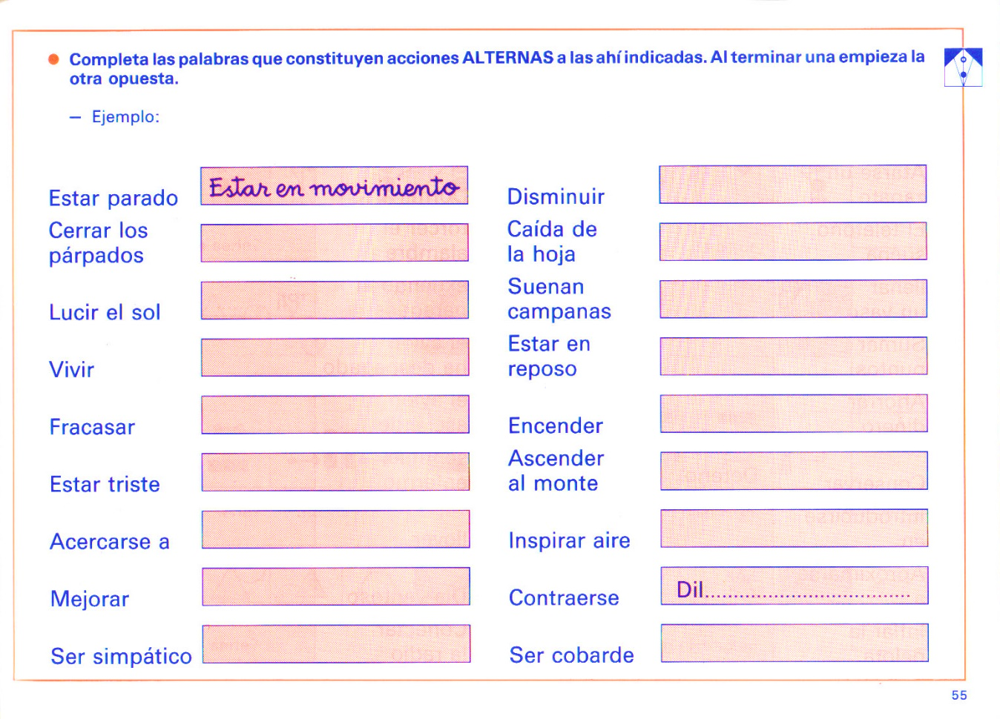 ● Completa las palabras que constituyen acciones ALTERNAS a las ahí indicadas. Al terminar una empieza la
otra opuesta.
— Ejemplo:
Estar parado
Estar en movimiento
Cerrar los
párpados
Lucir el sol
Vivir
Fracasar
Estar triste
Acercarse a
Mejorar
Ser simpático
Disminuir
Caída de
la hoja
Suenan
campanas
Estar en
reposo
Encender
Ascender
al monte
Inspirar aire
Contraerse
Dil....................................
Ser cobarde
55